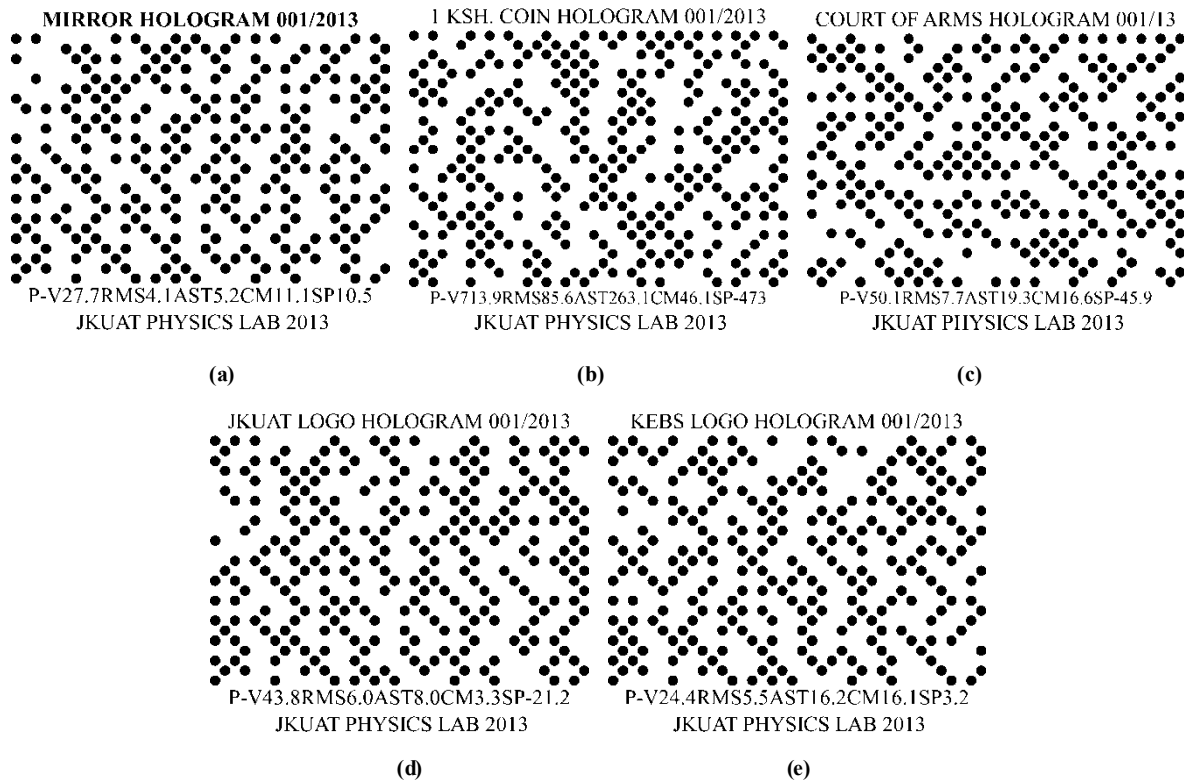 MIRROR HOLOGRAM 001/2013
P-V27.7RMS4.1AST5.2CM11.1SP10.5
JKUAT PHYSICS LAB 2013
(a)
1 KSH. COIN HOLOGRAM 001/2013
P-V713.9RMS85.6AST263.1CM46.1SP-473
JKUAT PHYSICS LAB 2013
(b)
COURT OF ARMS HOLOGRAM 001/13
P-V50.1RMS7.7AST19.3CM16.6SP-45.9
JKUAT PHYSICS LAB 2013
(c)
JKUAT LOGO HOLOGRAM 001/2013
P-V43.8RMS6.0AST8.0CM3.3SP-21.2
JKUAT PHYSICS LAB 2013
(d)
KEBS LOGO HOLOGRAM 001/2013
P-V24.4RMS5.5AST16.2CM16.1SP3.2
JKUAT PHYSICS LAB 2013
(e)